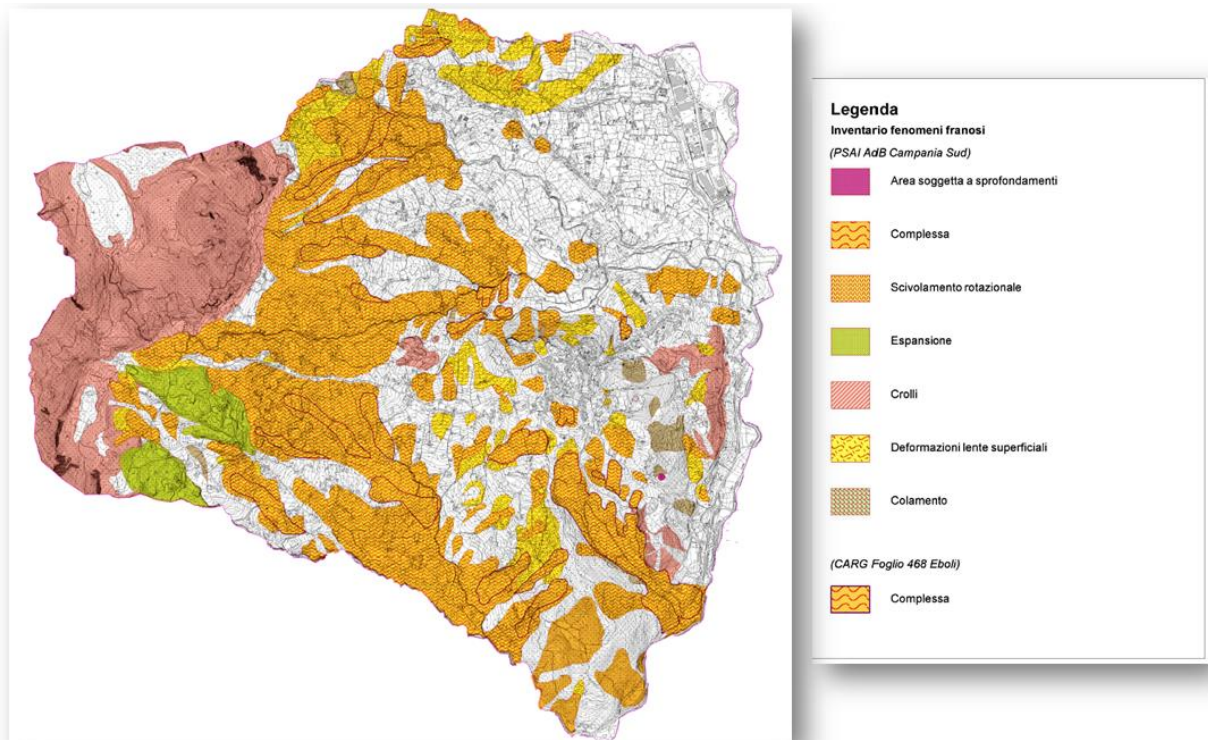 Legenda
Inventario fenomeni franosi
(PSAI AdB Campania Sud)
Area soggetta a sprofondamenti
Complessa
Scivolamento rotazionale
Espansione
Crolli
Deformazioni lente superficiali
Colamento
(CARG Foglio 468 Eboli)
Complessa